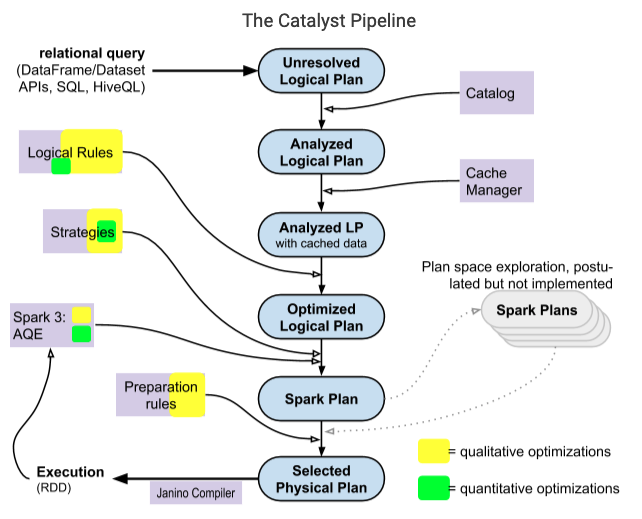 The Catalyst Pipeline
relational query
(DataFrame/Dataset
APIs, SQL, HiveQL)
Unresolved
Logical Plan
Catalog
Analyzed
Logical Plan
Logical Rules
Cache
Manager
Analyzed LP
with cached data
Strategies
Plan space exploration, postu-
lated but not implemented
Spark Plans
Optimized
Logical Plan
Spark 3:
AQE
Spark Plan
Preparation
rules
= qualitative optimizations
Selected
Physical Plan
Execution
(RDD)
Janino Compiler
= quantitative optimizations